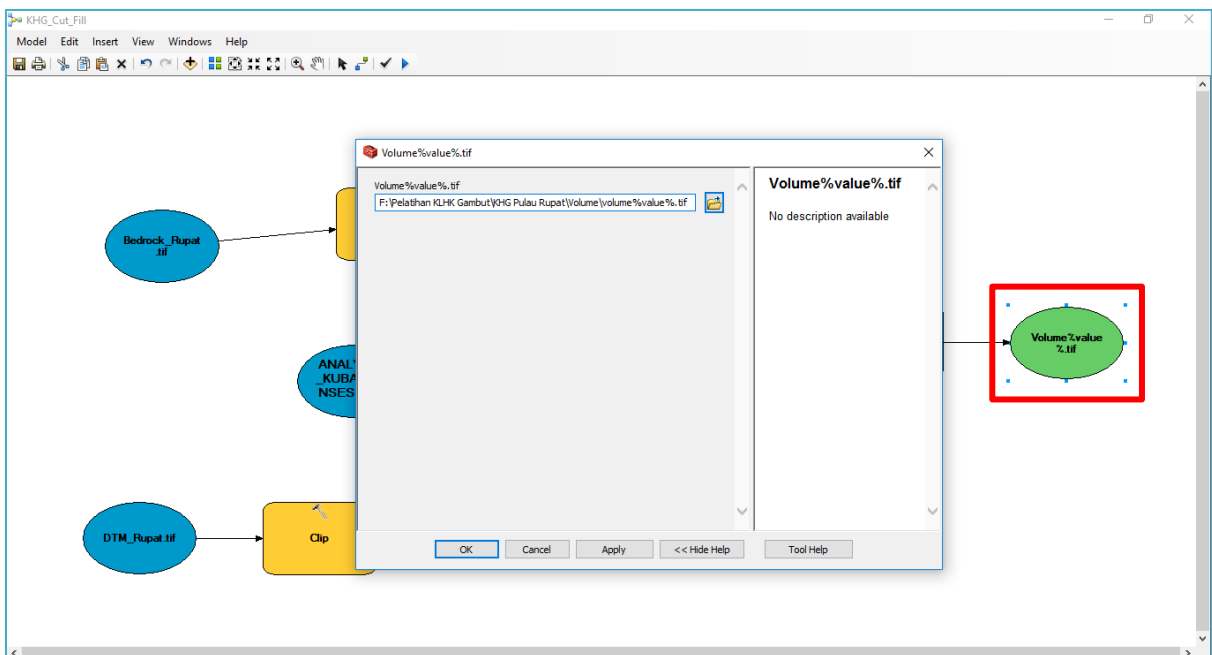 KHG_Cut_Fill
Model Edit Insert View Windows Help
Volume%value%.tif
Volume%value%.tif
F:\Pelatihan KLHK Gambut\KHG Pulau Rupat\Volume\volume%value%.tif
Volume%value%.tif
No description available
Bedrock_Rupat
.tif
ANAL
_KUBA
NSES
Volume%value
%.tif
DTM_Rupat.tif
Clip
OK Cancel Apply << Hide Help Tool Help